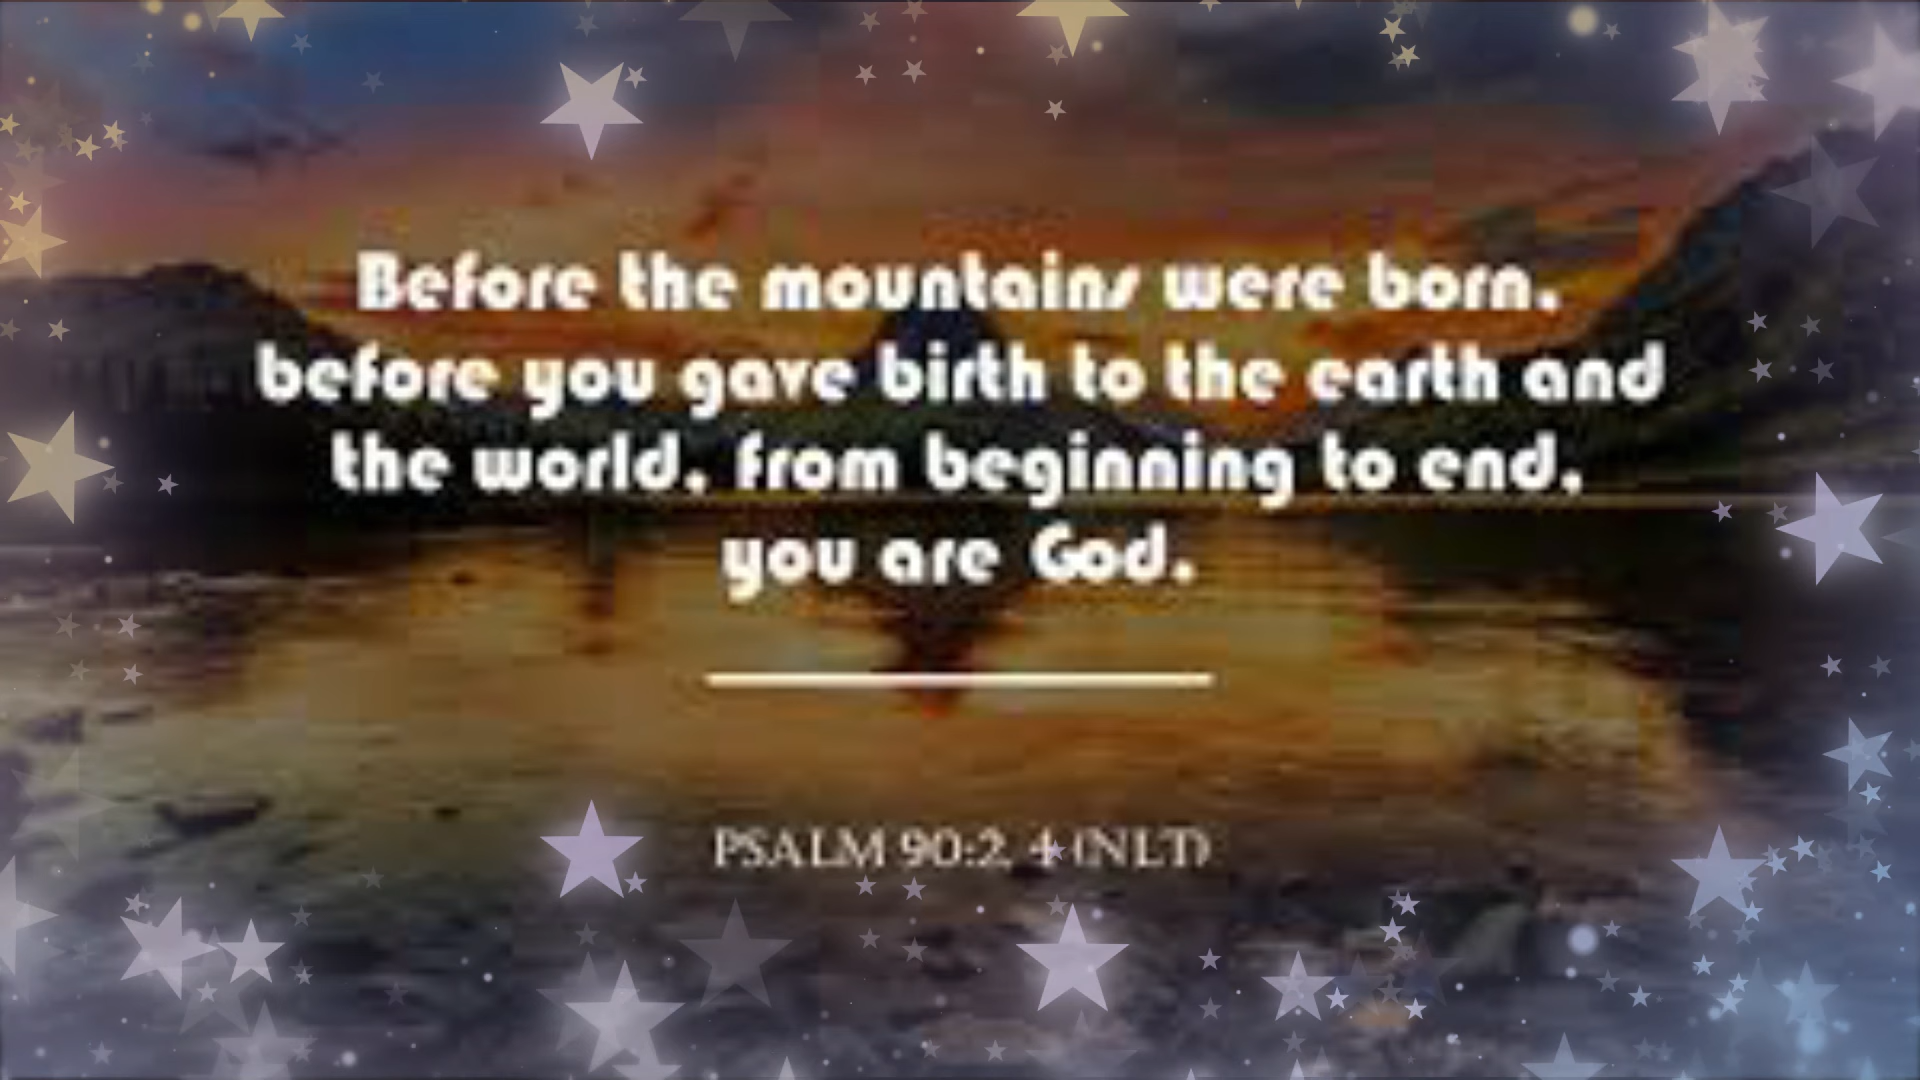 Before the mountains were born,
before you gave birth to the earth and
the world, from beginning to end,
you are God.
PSALM 90:2, 4 (NLT)